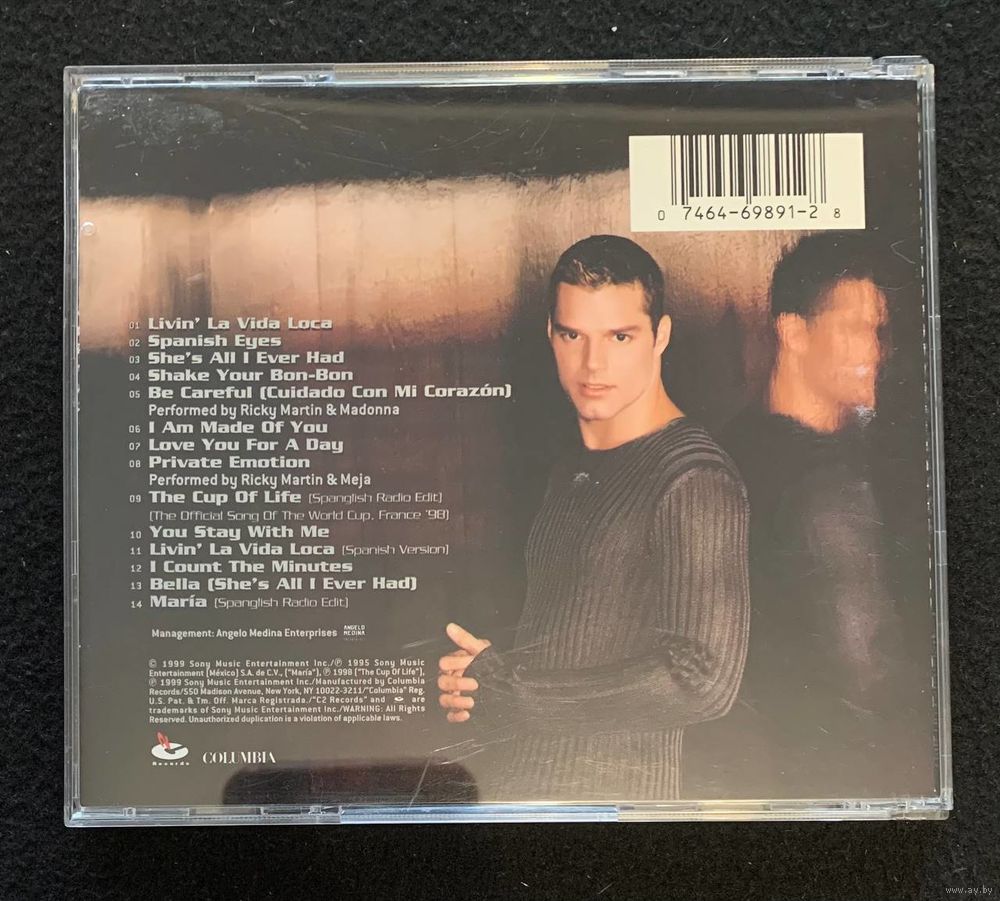 0 7464-69891-2 8
01 Livin' La Vida Loca
02 Spanish Eyes
03 She's All I Ever Had
04 Shake Your Bon-Bon
05 Be Careful (Cuidado Con Mi Corazón)
Performed by Ricky Martin & Madonna
06 I Am Made Of You
07 Love You For A Day
08 Private Emotion
Performed by Ricky Martin & Meja
09 The Cup Of Life (Spanglish Radio Edit)
(The Official Song Of The World Cup, France '98)
10 You Stay With Me
11 Livin' La Vida Loca (Spanish Version)
12 I Count The Minutes
13 Bella (She's All I Ever Had)
14 María (Spanglish Radio Edit)
Management: Angelo Medina Enterprises
ANGELO
MEDINA
© 1999 Sony Music Entertainment Inc./℗ 1995 Sony Music
Entertainment (México) S.A. de C.V., ("María"), ℗ 1998 ("The Cup Of Life"),
℗ 1999 Sony Music Entertainment Inc./Manufactured by Columbia
Records/550 Madison Avenue, New York, NY 10022-3211/"Columbia" Reg.
U.S. Pat. & Tm. Off. Marca Registrada./"C2 Records" and are
trademarks of Sony Music Entertainment Inc./WARNING: All Rights
Reserved. Unauthorized duplication is a violation of applicable laws.
Records
COLUMBIA
www.ay.by